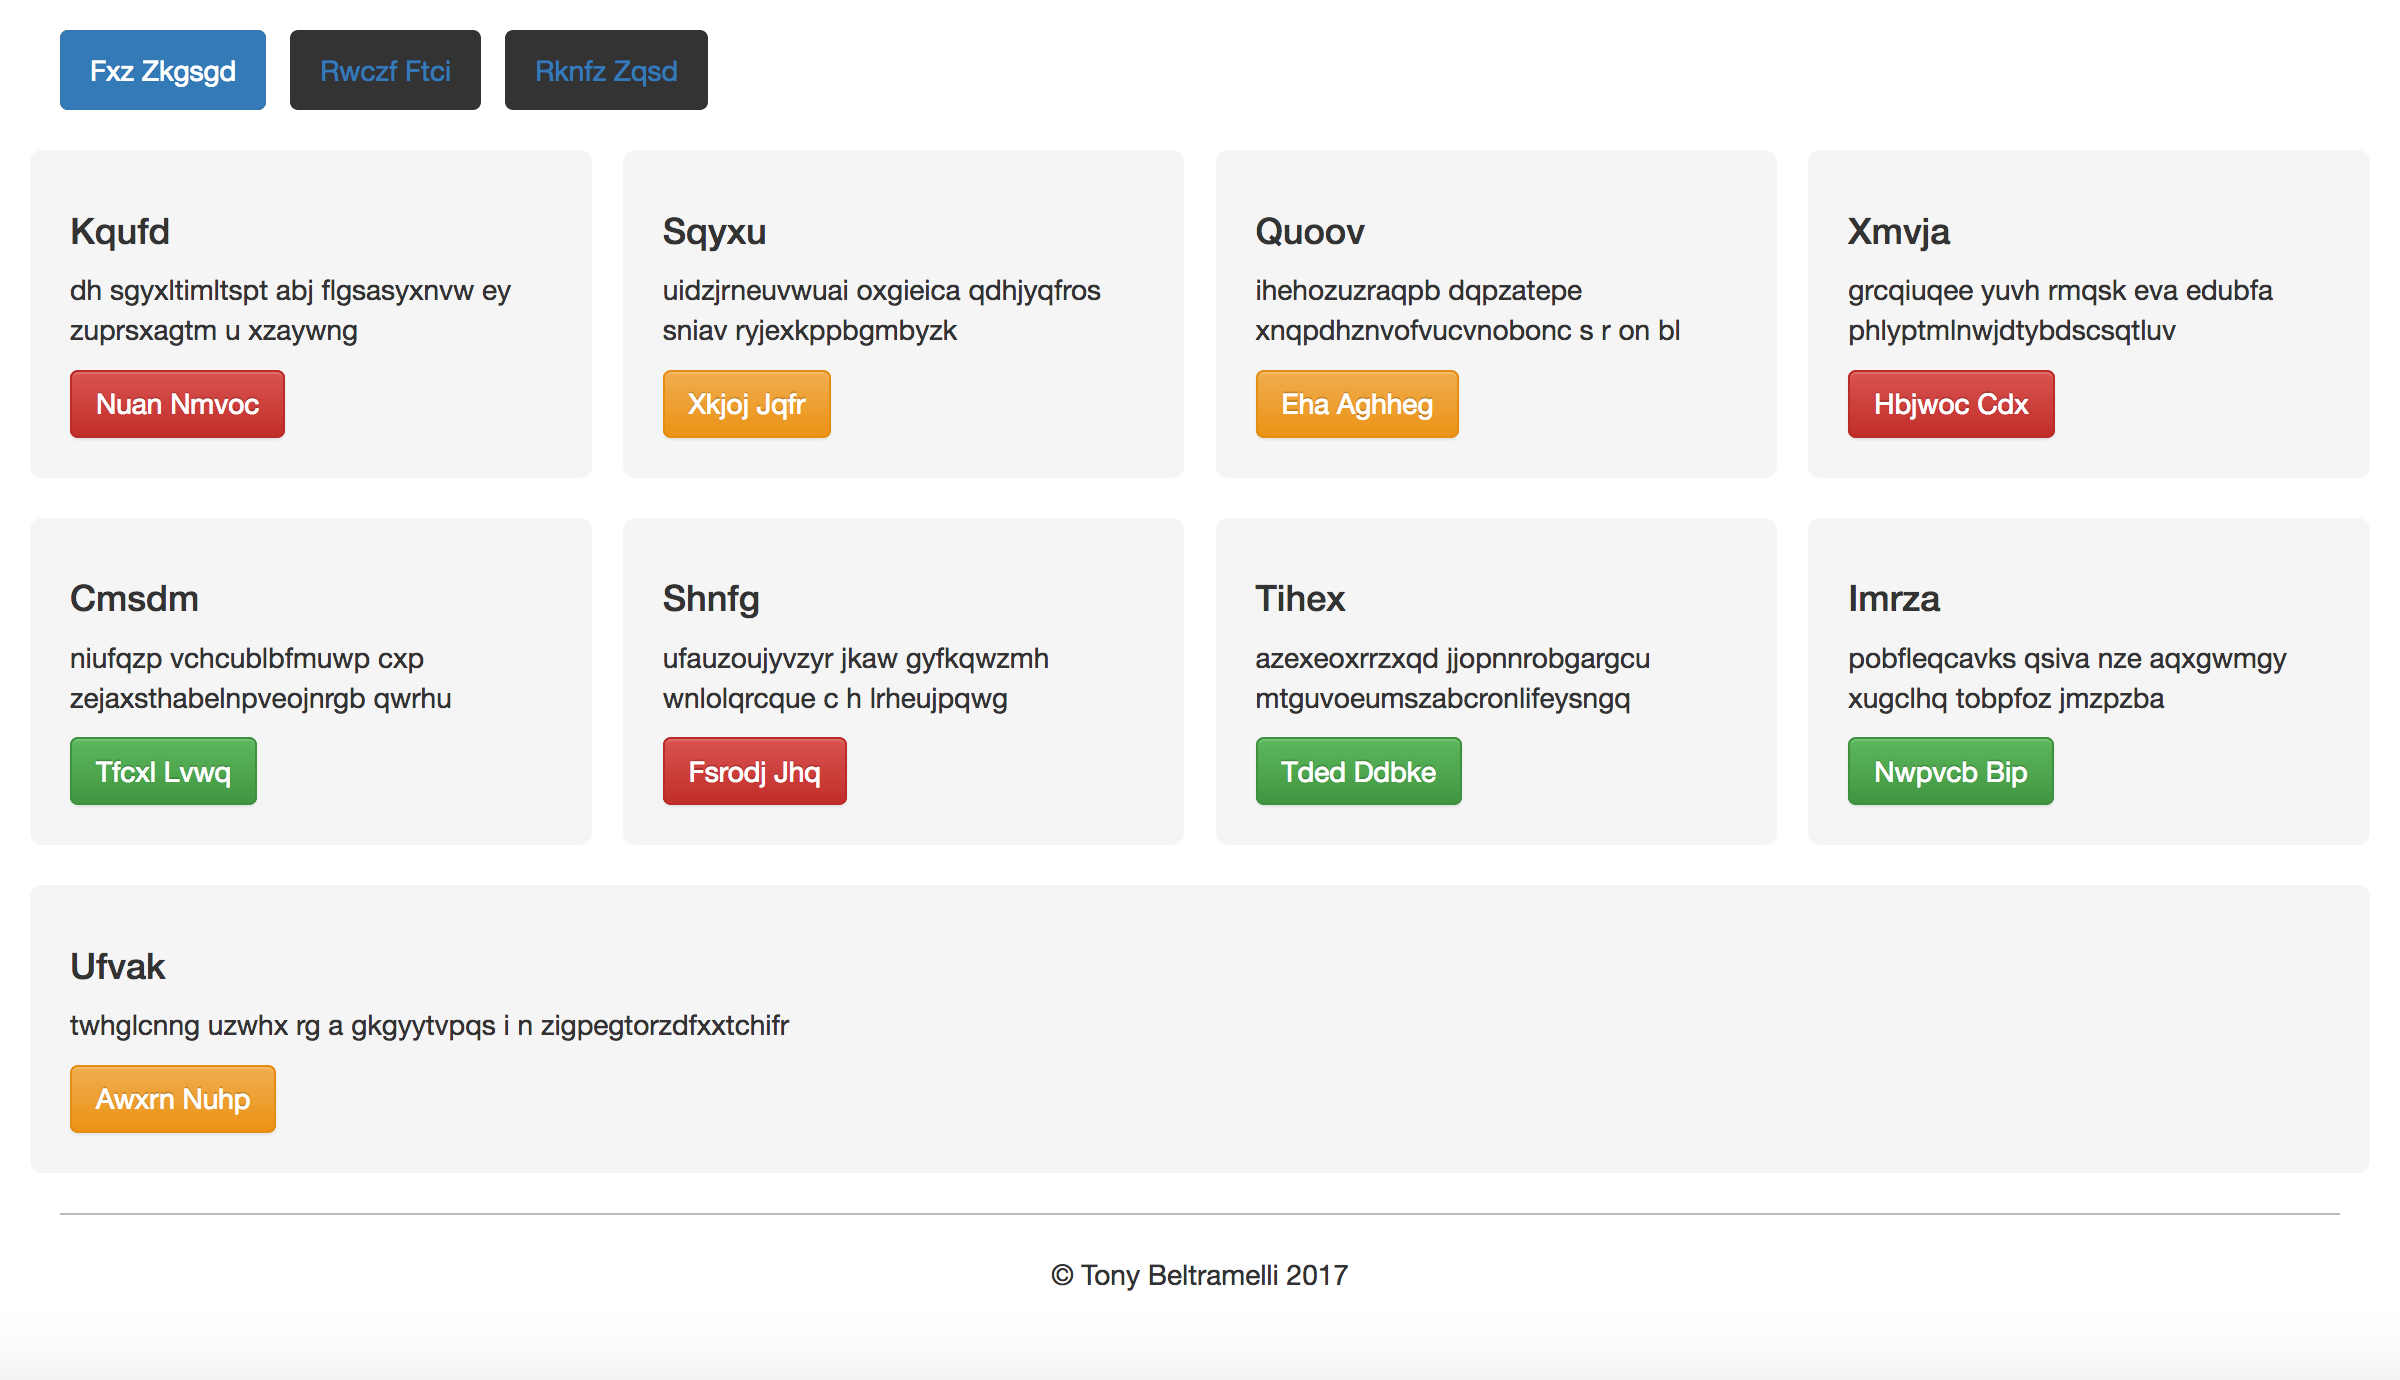 Fxz Zkgsgd
Rwczf Ftci
Rknfz Zqsd
Kqufd
dh sgyxltimltspt abj flgsasyxnvw ey
zuprsxagtm u xzaywng
Nuan Nmvoc
Sqyxu
uidzjrneuvwuai oxgieica qdhjyqfros
sniav ryjexkppbgmbyzk
Xkjoj Jqfr
Quoov
ihehozuzraqpb dqpzatepe
xnqpdhznvofvucvnobonc s r on bl
Eha Aghheg
Xmvja
grcqiuqee yuvh rmqsk eva edubfa
phlyptmlnwjdtybdscsqtluv
Hbjwoc Cdx
Cmsdm
niufqzp vchcublbfmuwp cxp
zejaxsthabelnpveojnrgb qwrhu
Tfcxl Lvwq
Shnfg
ufauzoujyvzyr jkaw gyfkqwzmh
wnlolqrcque c h lrheujpqwg
Fsrodj Jhq
Tihex
azexeoxrrzxqd jjopnnrobgargcu
mtguvoeumszabcronlifeysngq
Tded Ddbke
Imrza
pobfleqcavks qsiva nze aqxgwmgy
xugclhq tobpfoz jmzpzba
Nwpvcb Bip
Ufvak
twhglcnng uzwhx rg a gkgyytvpqs i n zigpegtorzdfxxtchifr
Awxrn Nuhp
© Tony Beltramelli 2017